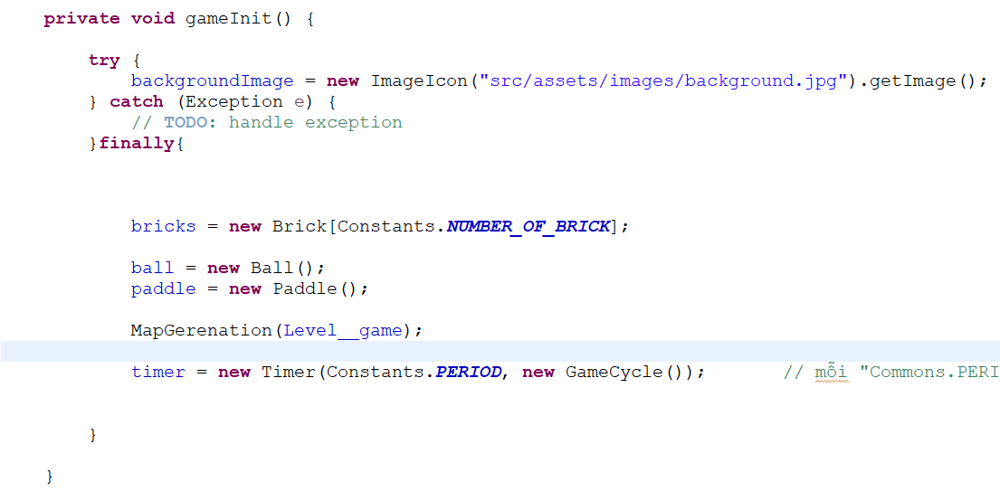 private void gameInit() {
try {
backgroundImage = new ImageIcon("src/assets/images/background.jpg").getImage();
} catch (Exception e) {
// TODO: handle exception
}finally{
bricks = new Brick[Constants.NUMBER_OF_BRICK];
ball = new Ball();
paddle = new Paddle();
MapGerenation(Level__game);
timer = new Timer(Constants.PERIOD, new GameCycle()); // mỗi "Commons.PERI
}
}